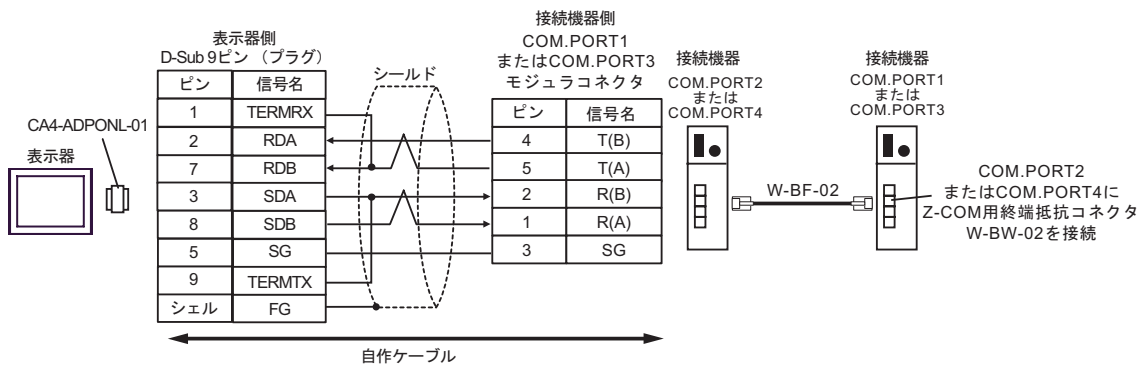 CA4-ADPONL-01
表示器
表示器側
D-Sub 9ピン （プラグ）
ピン 信号名
1 TERMRX
2 RDA
7 RDB
3 SDA
8 SDB
5 SG
9 TERMTX
シェル FG
シールド
接続機器側
COM.PORT1
またはCOM.PORT3
モジュラコネクタ
ピン 信号名
4 T(B)
5 T(A)
2 R(B)
1 R(A)
3 SG
自作ケーブル
接続機器
COM.PORT2
または
COM.PORT4
W-BF-02
接続機器
COM.PORT1
または
COM.PORT3
COM.PORT2
またはCOM.PORT4に
Z-COM用終端抵抗コネクタ
W-BW-02を接続